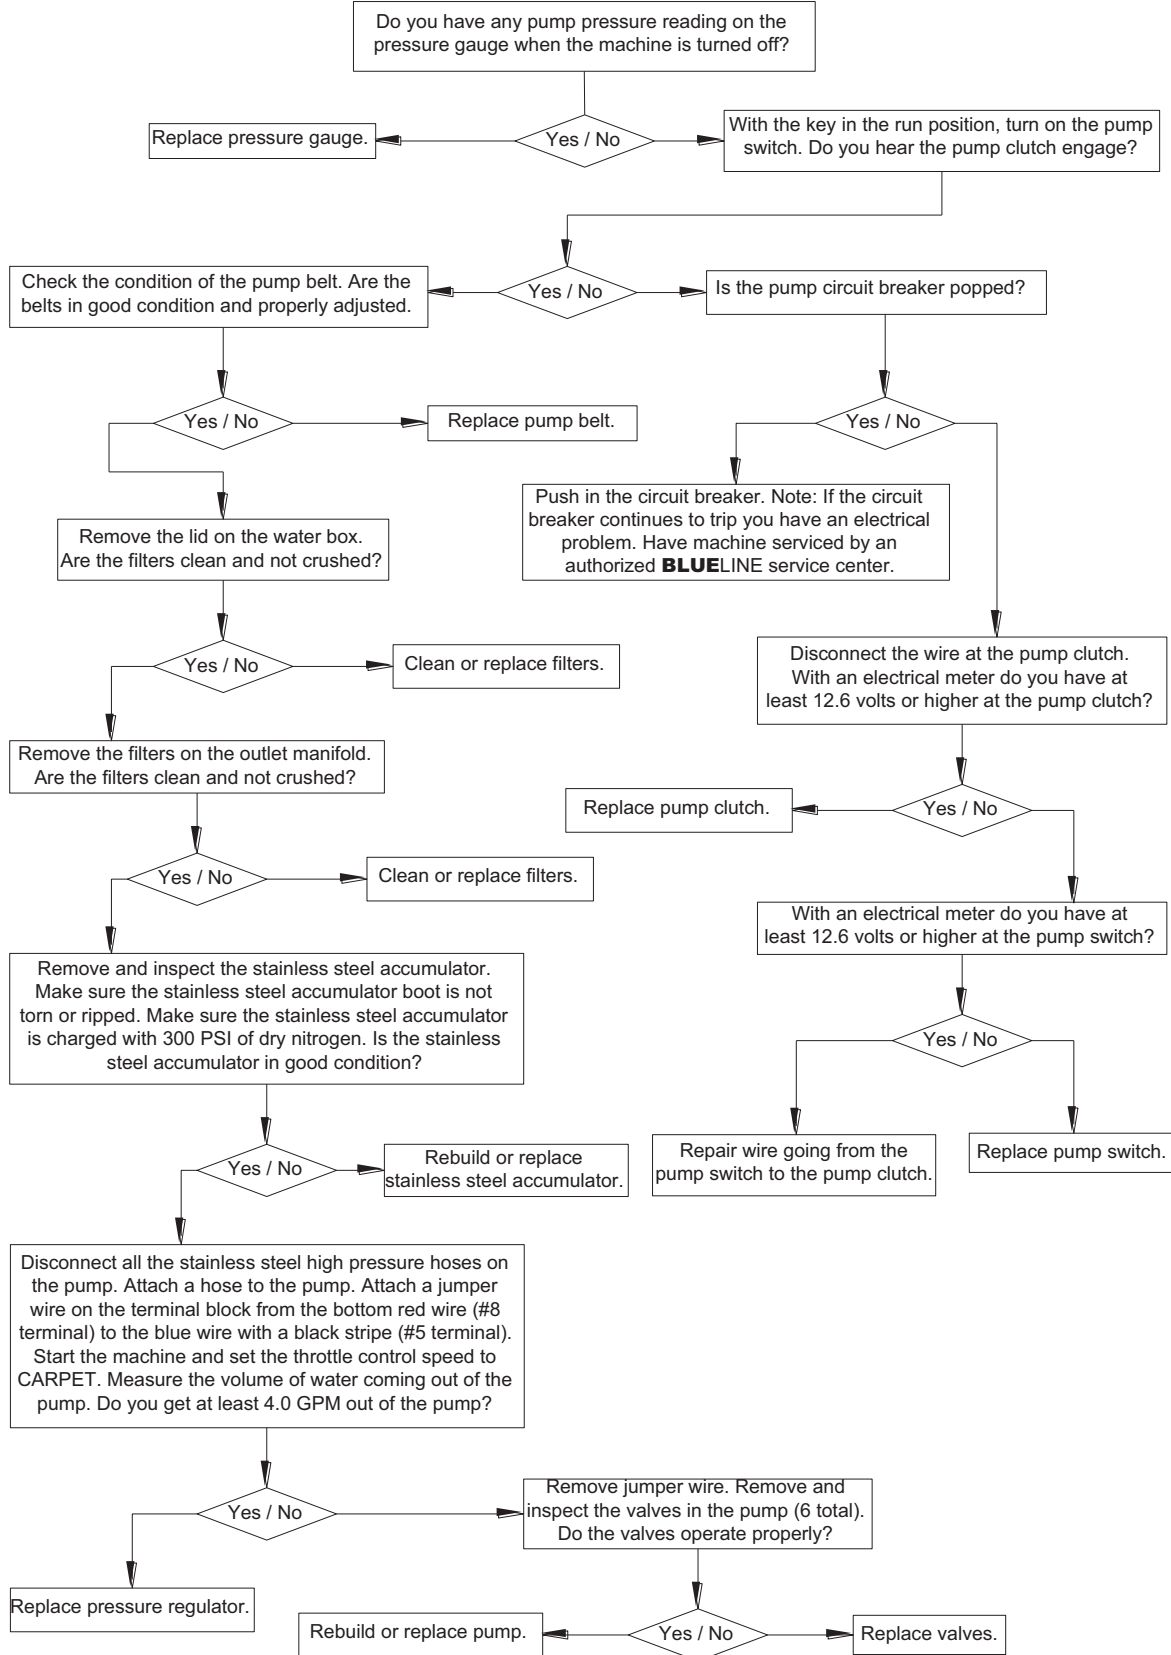 Do you have any pump pressure reading on the
pressure gauge when the machine is turned off?
Replace pressure gauge.
Yes / No
With the key in the run position, turn on the pump
switch. Do you hear the pump clutch engage?
Check the condition of the pump belt. Are the
belts in good condition and properly adjusted.
Yes / No
Is the pump circuit breaker popped?
Yes / No
Replace pump belt.
Yes / No
Push in the circuit breaker. Note: If the circuit
breaker continues to trip you have an electrical
problem. Have machine serviced by an
authorized BLUELINE service center.
Remove the lid on the water box.
Are the filters clean and not crushed?
Yes / No
Clean or replace filters.
Disconnect the wire at the pump clutch.
With an electrical meter do you have at
least 12.6 volts or higher at the pump clutch?
Remove the filters on the outlet manifold.
Are the filters clean and not crushed?
Replace pump clutch.
Yes / No
Yes / No
Clean or replace filters.
With an electrical meter do you have at
least 12.6 volts or higher at the pump switch?
Remove and inspect the stainless steel accumulator.
Make sure the stainless steel accumulator boot is not
torn or ripped. Make sure the stainless steel accumulator
is charged with 300 PSI of dry nitrogen. Is the stainless
steel accumulator in good condition?
Yes / No
Repair wire going from the
pump switch to the pump clutch.
Replace pump switch.
Yes / No
Rebuild or replace
stainless steel accumulator.
Disconnect all the stainless steel high pressure hoses on
the pump. Attach a hose to the pump. Attach a jumper
wire on the terminal block from the bottom red wire (#8
terminal) to the blue wire with a black stripe (#5 terminal).
Start the machine and set the throttle control speed to
CARPET. Measure the volume of water coming out of the
pump. Do you get at least 4.0 GPM out of the pump?
Yes / No
Remove jumper wire. Remove and
inspect the valves in the pump (6 total).
Do the valves operate properly?
Replace pressure regulator.
Rebuild or replace pump.
Yes / No
Replace valves.